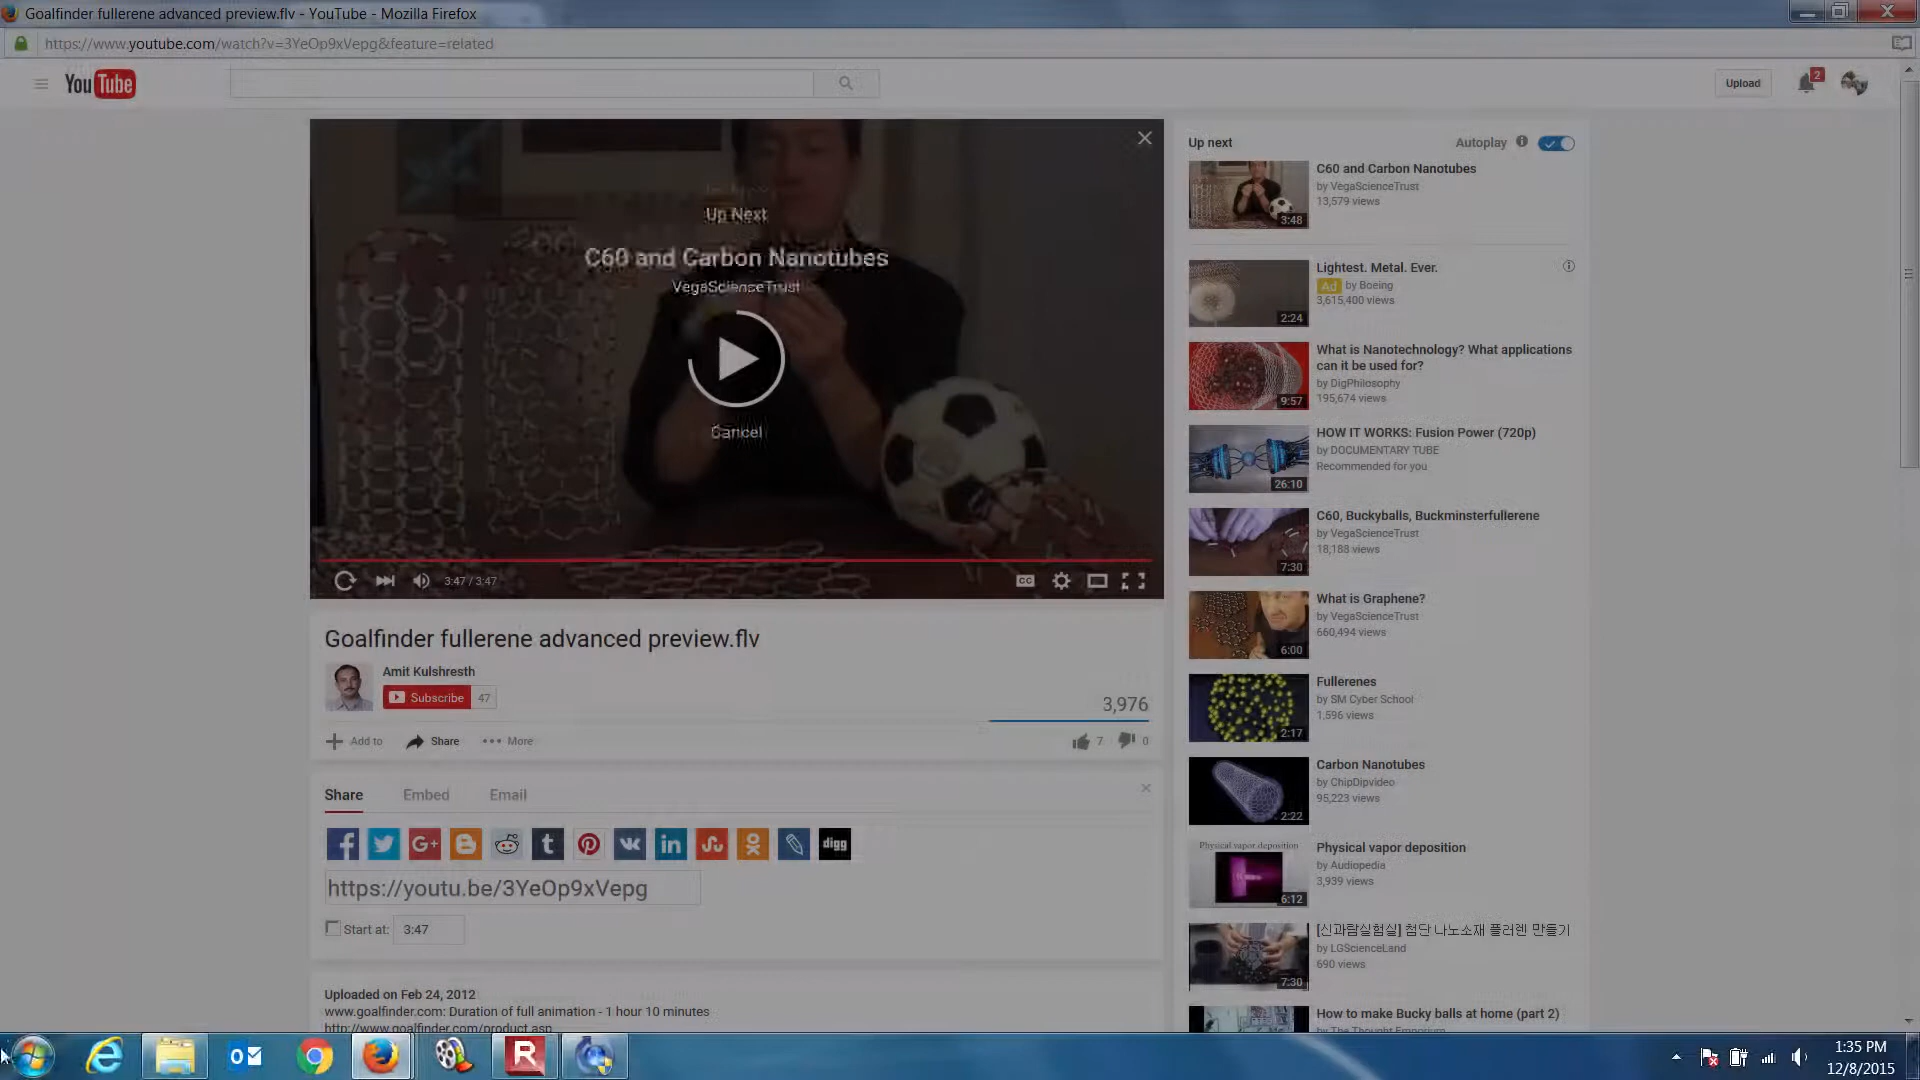 Goalfinder fullerene advanced preview.flv - YouTube - Mozilla Firefox
https://www.youtube.com/watch?v=3YeOp9xVepg&feature=related
YouTube
Upload
2
Up Next
C60 and Carbon Nanotubes
VegaScienceTrust
Cancel
3:47 / 3:47
CC
Goalfinder fullerene advanced preview.flv
Amit Kulshresth
Subscribe 47
3,976
Add to Share More
7 0
Share Embed Email
G+ t vk in digg
https://youtu.be/3YeOp9xVepg
Start at: 3:47
Uploaded on Feb 24, 2012
www.goalfinder.com: Duration of full animation - 1 hour 10 minutes
http://www.goalfinder.com/product.asp
Up next Autoplay
C60 and Carbon Nanotubes
by VegaScienceTrust
13,579 views
3:48
Lightest. Metal. Ever.
Ad by Boeing
3,615,400 views
2:24
What is Nanotechnology? What applications
can it be used for?
by DigPhilosophy
195,674 views
9:57
HOW IT WORKS: Fusion Power (720p)
by DOCUMENTARY TUBE
Recommended for you
26:10
C60, Buckyballs, Buckminsterfullerene
by VegaScienceTrust
18,188 views
7:30
What is Graphene?
by VegaScienceTrust
660,494 views
6:00
Fullerenes
by SM Cyber School
1,596 views
2:17
Carbon Nanotubes
by ChipDipvideo
95,223 views
2:22
Physical vapor deposition
Physical vapor deposition
by Audiopedia
3,939 views
6:12
[신과람실험실] 첨단 나노소재 플러렌 만들기
by LGScienceLand
690 views
7:30
How to make Bucky balls at home (part 2)
by The Thought Emporium
1:35 PM
12/8/2015